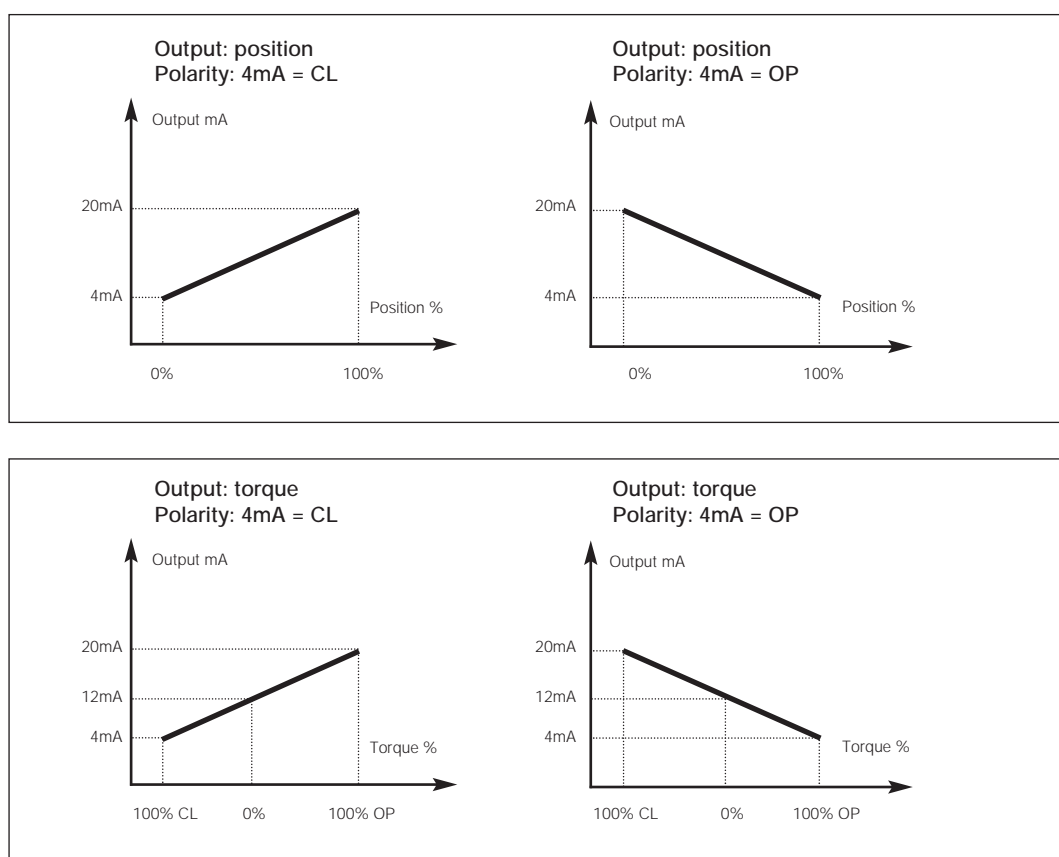 Output: position
Polarity: 4mA = CL
Output mA
20mA
4mA
Position %
0%
100%
Output: position
Polarity: 4mA = OP
Output mA
20mA
4mA
Position %
0%
100%
Output: torque
Polarity: 4mA = CL
Output mA
20mA
12mA
4mA
Torque %
100% CL
0%
100% OP
Output: torque
Polarity: 4mA = OP
Output mA
20mA
12mA
4mA
Torque %
100% CL
0%
100% OP